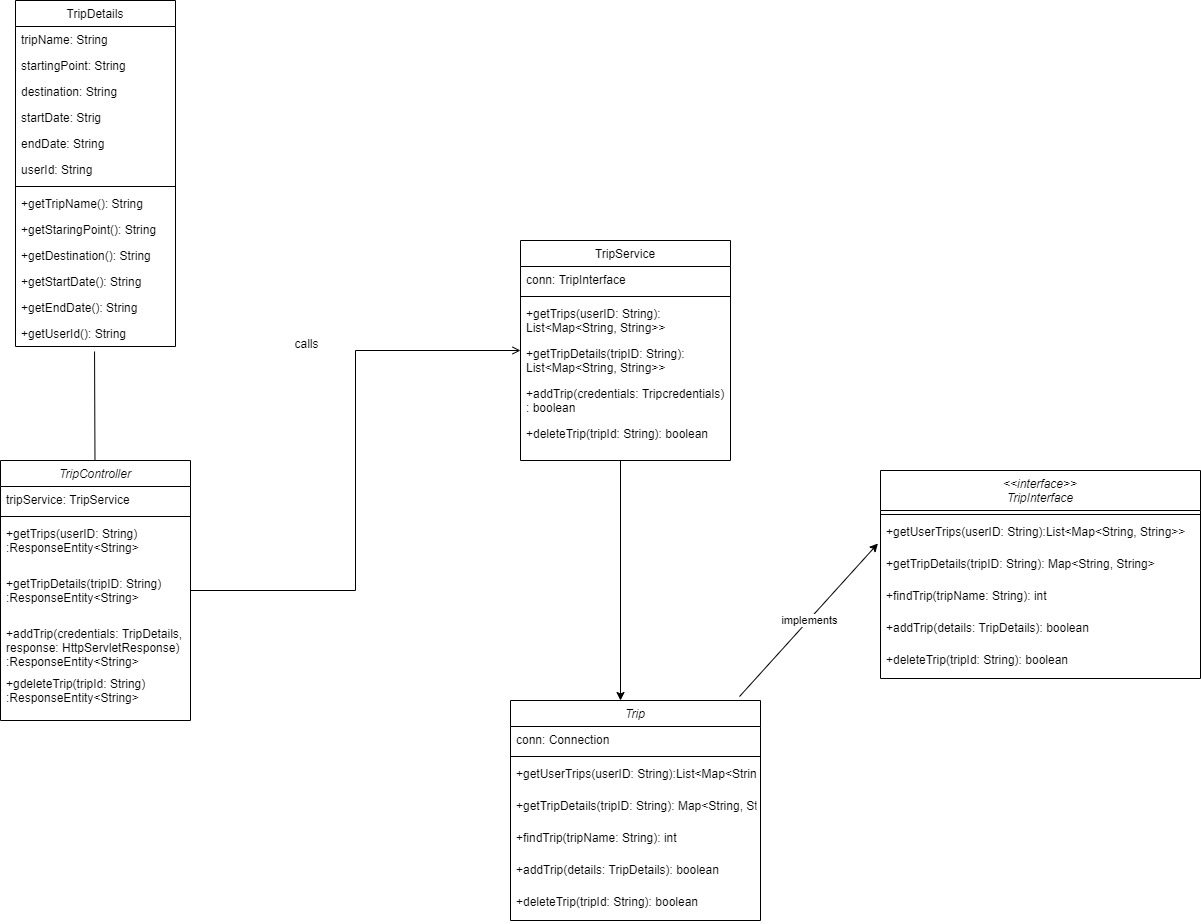 TripDetails
tripName: String
startingPoint: String
destination: String
startDate: Strig
endDate: String
userId: String
+getTripName(): String
+getStaringPoint(): String
+getDestination(): String
+getStartDate(): String
+getEndDate(): String
+getUserId(): String
calls
TripService
conn: TripInterface
+getTrips(userID: String):
List<Map<String, String>>
+getTripDetails(tripID: String):
List<Map<String, String>>
+addTrip(credentials: Tripcredentials)
: boolean
+deleteTrip(tripId: String): boolean
TripController
tripService: TripService
+getTrips(userID: String)
:ResponseEntity<String>
+getTripDetails(tripID: String)
:ResponseEntity<String>
+addTrip(credentials: TripDetails,
response: HttpServletResponse)
:ResponseEntity<String>
+gdeleteTrip(tripId: String)
:ResponseEntity<String>
<<interface>>
TripInterface
+getUserTrips(userID: String):List<Map<String, String>>
+getTripDetails(tripID: String): Map<String, String>
+findTrip(tripName: String): int
+addTrip(details: TripDetails): boolean
+deleteTrip(tripId: String): boolean
implements
Trip
conn: Connection
+getUserTrips(userID: String):List<Map<Strin
+getTripDetails(tripID: String): Map<String, St
+findTrip(tripName: String): int
+addTrip(details: TripDetails): boolean
+deleteTrip(tripId: String): boolean